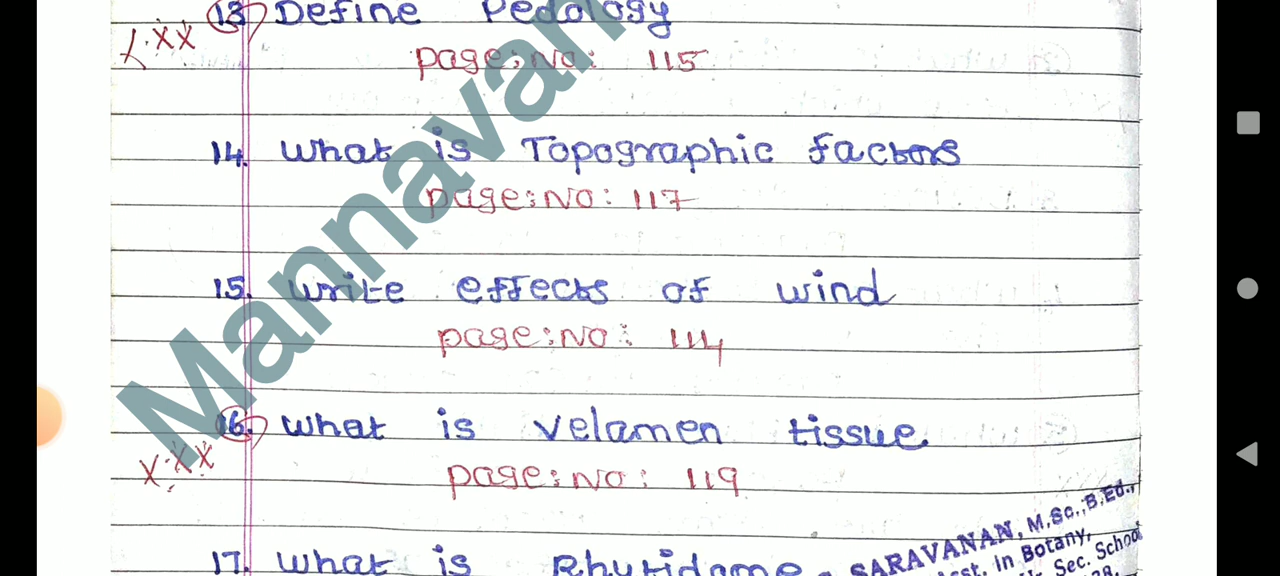 13) Define Pedology
page:No: 115
14. What is Topographic factors
page:No: 117
15. write effects of wind
page:No: 114
16. What is velamen tissue
page:No: 119
17. What is Rhytidome
SARAVANAN, M.Sc.,B.Ed.,
In Botany,
Sec. School
Mannavan